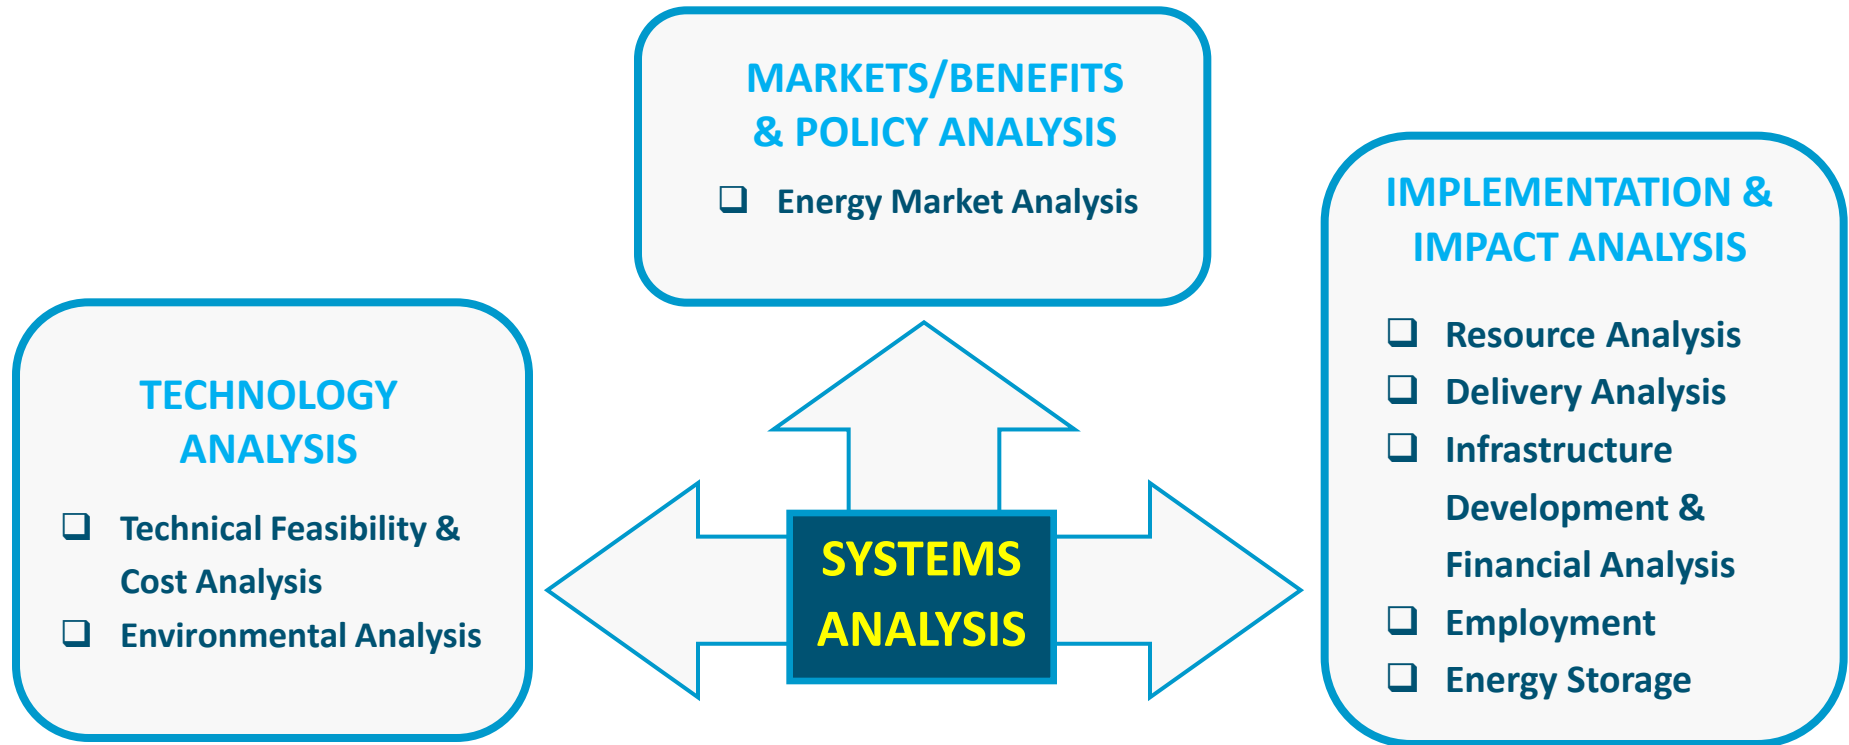 MARKETS/BENEFITS
& POLICY ANALYSIS
❑ Energy Market Analysis
IMPLEMENTATION &
IMPACT ANALYSIS
❑ Resource Analysis
❑ Delivery Analysis
❑ Infrastructure
Development &
Financial Analysis
❑ Employment
❑ Energy Storage
TECHNOLOGY
ANALYSIS
❑ Technical Feasibility &
Cost Analysis
❑ Environmental Analysis
SYSTEMS
ANALYSIS